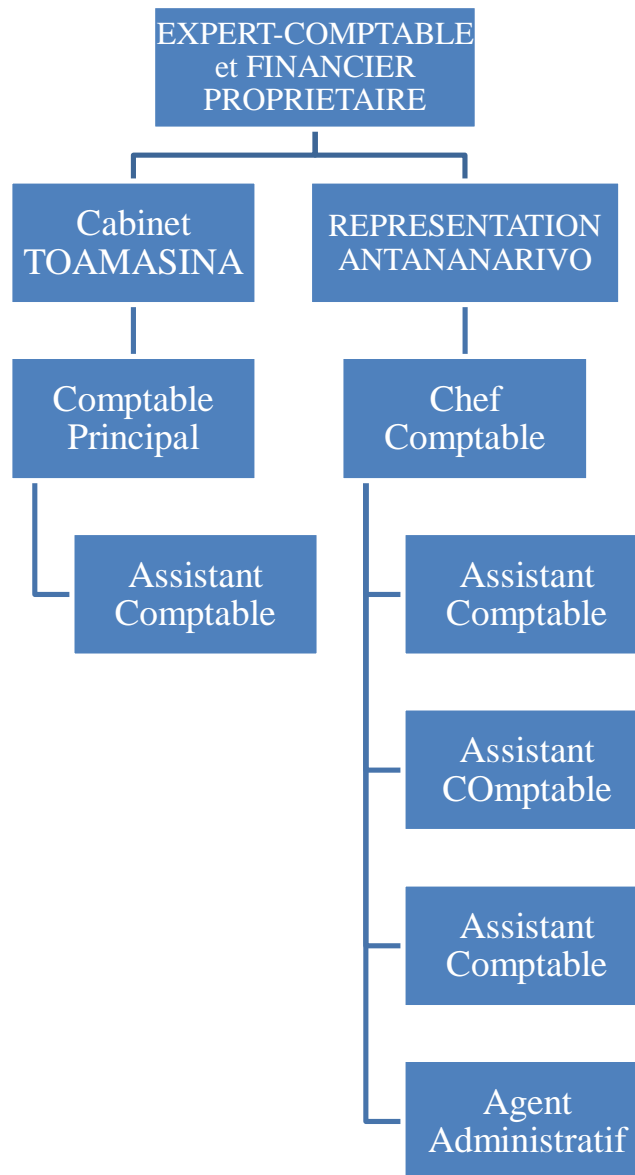 EXPERT-COMPTABLE
et FINANCIER
PROPRIETAIRE
Cabinet
TOAMASINA
REPRESENTATION
ANTANANARIVO
Comptable
Principal
Chef
Comptable
Assistant
Comptable
Assistant
Comptable
Assistant
COmptable
Assistant
Comptable
Agent
Administratif